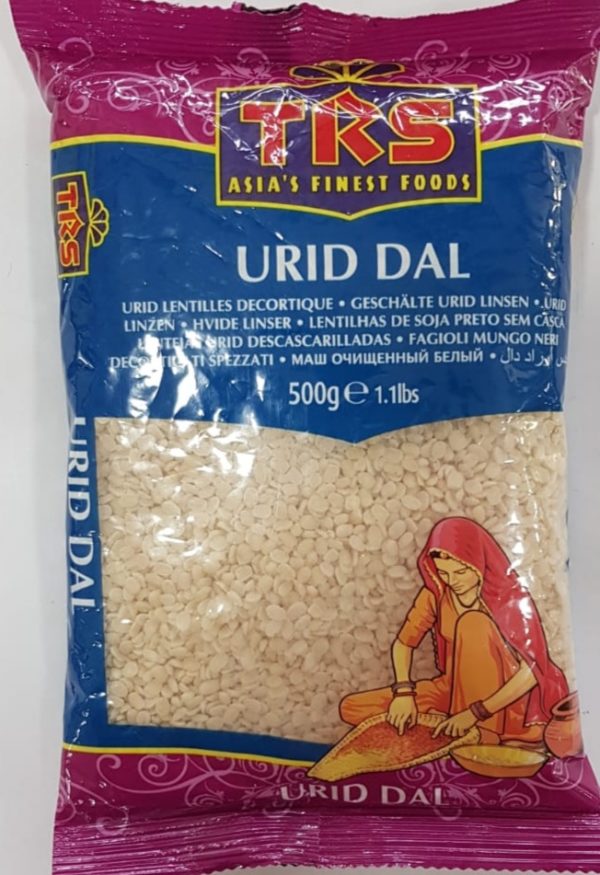 TRS
ASIA'S FINEST FOODS
TRS
URID DAL
URID LENTILLES DECORTIQUE • GESCHÄLTE URID LINSEN • URID
LINZEN • HVIDE LINSER • LENTILHAS DE SOJA PRETO SEM CASCA
URID DESCASCARILLADAS • FAGIOLI MUNGO NERI
SPEZZATI • МАШ ОЧИЩЕННЫЙ БЕЛЫЙ • دال
500g e 1.1lbs
URID DAL
URID DAL